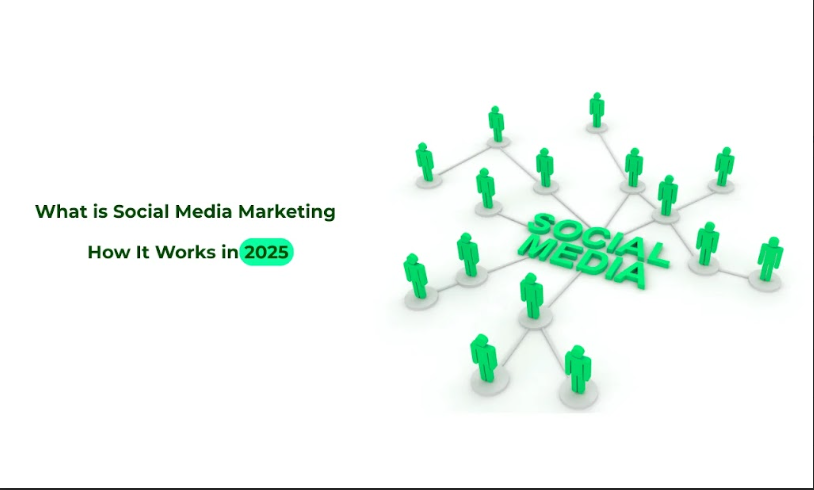 What is Social Media Marketing
How It Works in 2025
SOCIAL
MEDIA